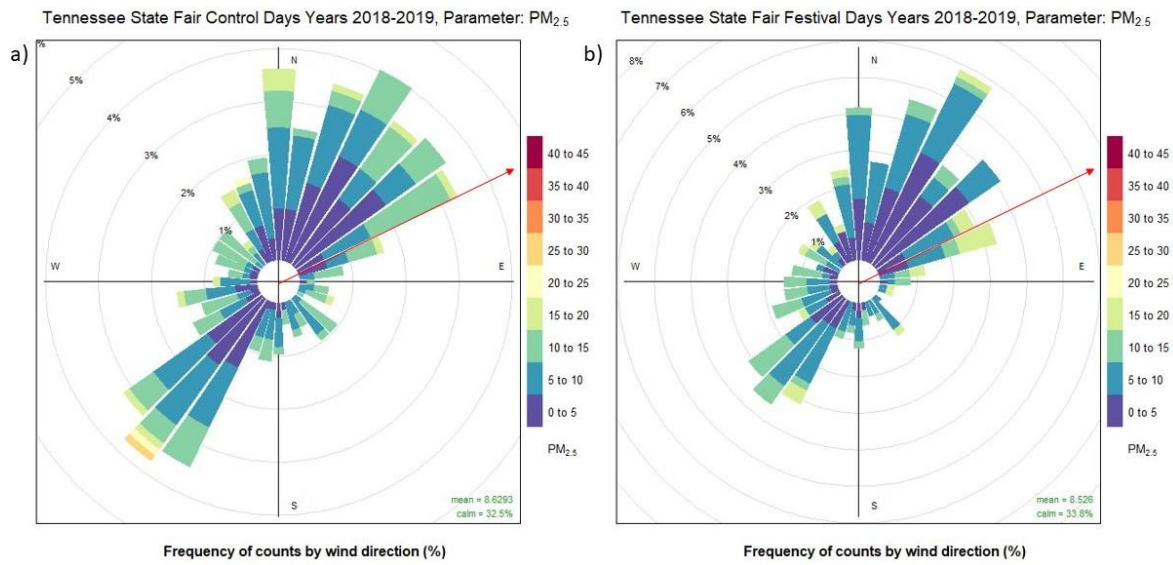 Tennessee State Fair Control Days Years 2018-2019, Parameter: PM2.5
a)
%
5%
4%
3%
2%
1%
N
W
E
S
40 to 45
35 to 40
30 to 35
25 to 30
20 to 25
15 to 20
10 to 15
5 to 10
0 to 5
PM2.5
mean = 8.6293
calm = 32.5%
Frequency of counts by wind direction (%)
Tennessee State Fair Festival Days Years 2018-2019, Parameter: PM2.5
b)
8%
7%
6%
5%
4%
3%
2%
1%
N
W
E
S
40 to 45
35 to 40
30 to 35
25 to 30
20 to 25
15 to 20
10 to 15
5 to 10
0 to 5
PM2.5
mean = 8.526
calm = 33.8%
Frequency of counts by wind direction (%)